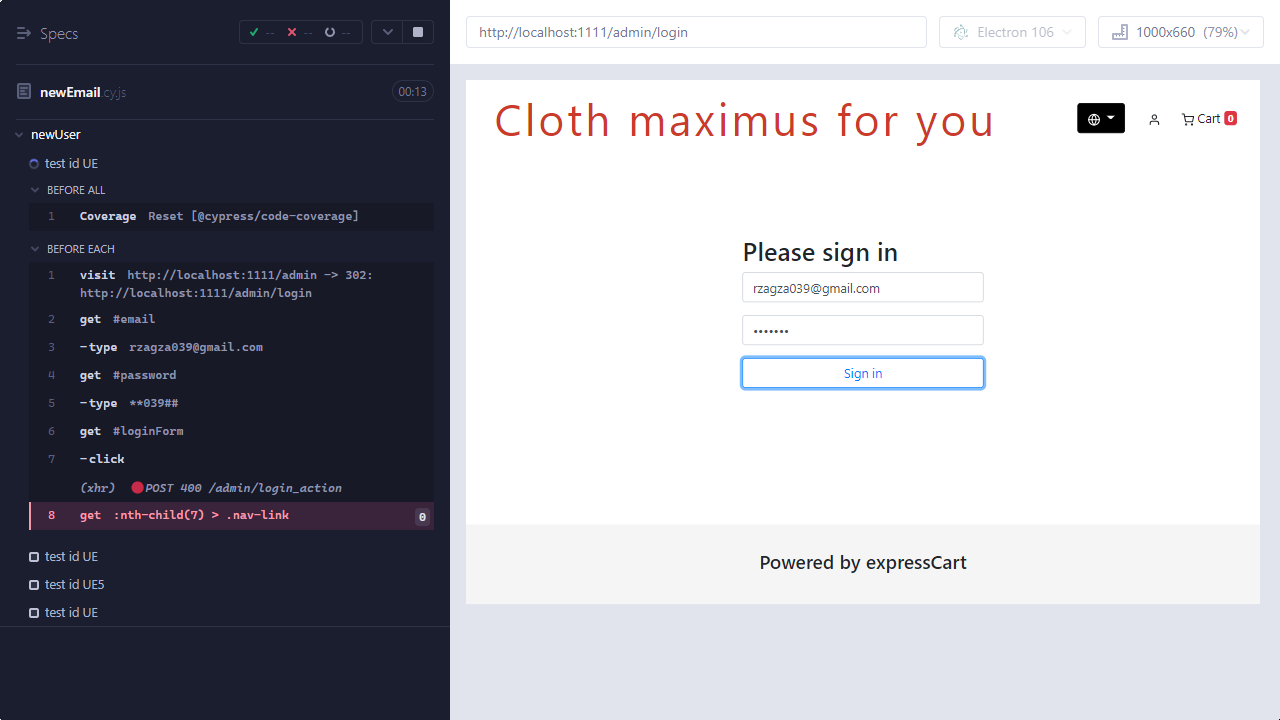 Specs
-- -- --
newEmail.cy.js
00:13
newUser
test id UE
BEFORE ALL
1 Coverage Reset [@cypress/code-coverage]
BEFORE EACH
1 visit http://localhost:1111/admin -> 302:
http://localhost:1111/admin/login
2 get #email
3 -type rzagza039@gmail.com
4 get #password
5 -type **039##
6 get #loginForm
7 -click
(xhr) POST 400 /admin/login_action
8 get :nth-child(7) > .nav-link 0
test id UE
test id UE5
test id UE
http://localhost:1111/admin/login
Electron 106
1000x660 (79%)
Cloth maximus for you
Cart 0
Please sign in
rzagza039@gmail.com
•••••••
Sign in
Powered by expressCart